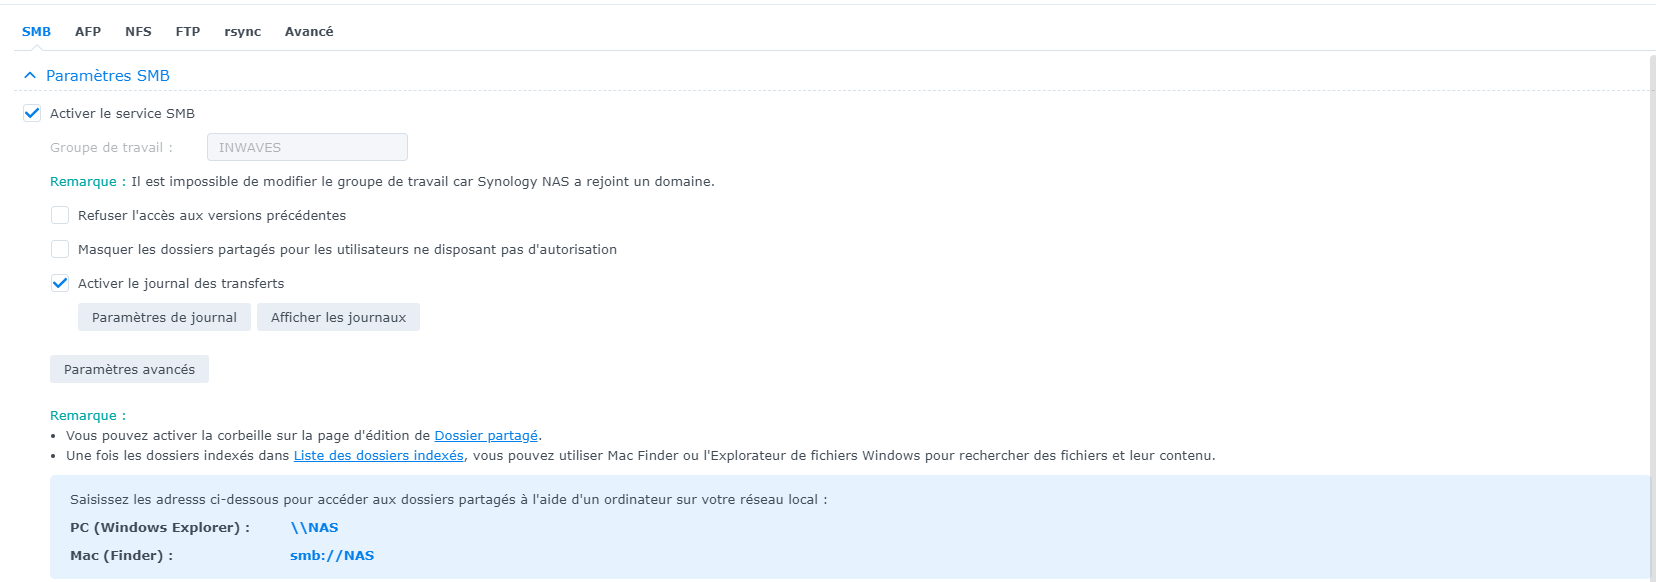 SMB AFP NFS FTP rsync Avancé
Paramètres SMB
Activer le service SMB
Groupe de travail : INWAVES
Remarque : Il est impossible de modifier le groupe de travail car Synology NAS a rejoint un domaine.
Refuser l'accès aux versions précédentes
Masquer les dossiers partagés pour les utilisateurs ne disposant pas d'autorisation
Activer le journal des transferts
Paramètres de journal Afficher les journaux
Paramètres avancés
Remarque :
• Vous pouvez activer la corbeille sur la page d'édition de Dossier partagé.
• Une fois les dossiers indexés dans Liste des dossiers indexés, vous pouvez utiliser Mac Finder ou l'Explorateur de fichiers Windows pour rechercher des fichiers et leur contenu.
Saisissez les adresss ci-dessous pour accéder aux dossiers partagés à l'aide d'un ordinateur sur votre réseau local :
PC (Windows Explorer) : \\NAS
Mac (Finder) : smb://NAS